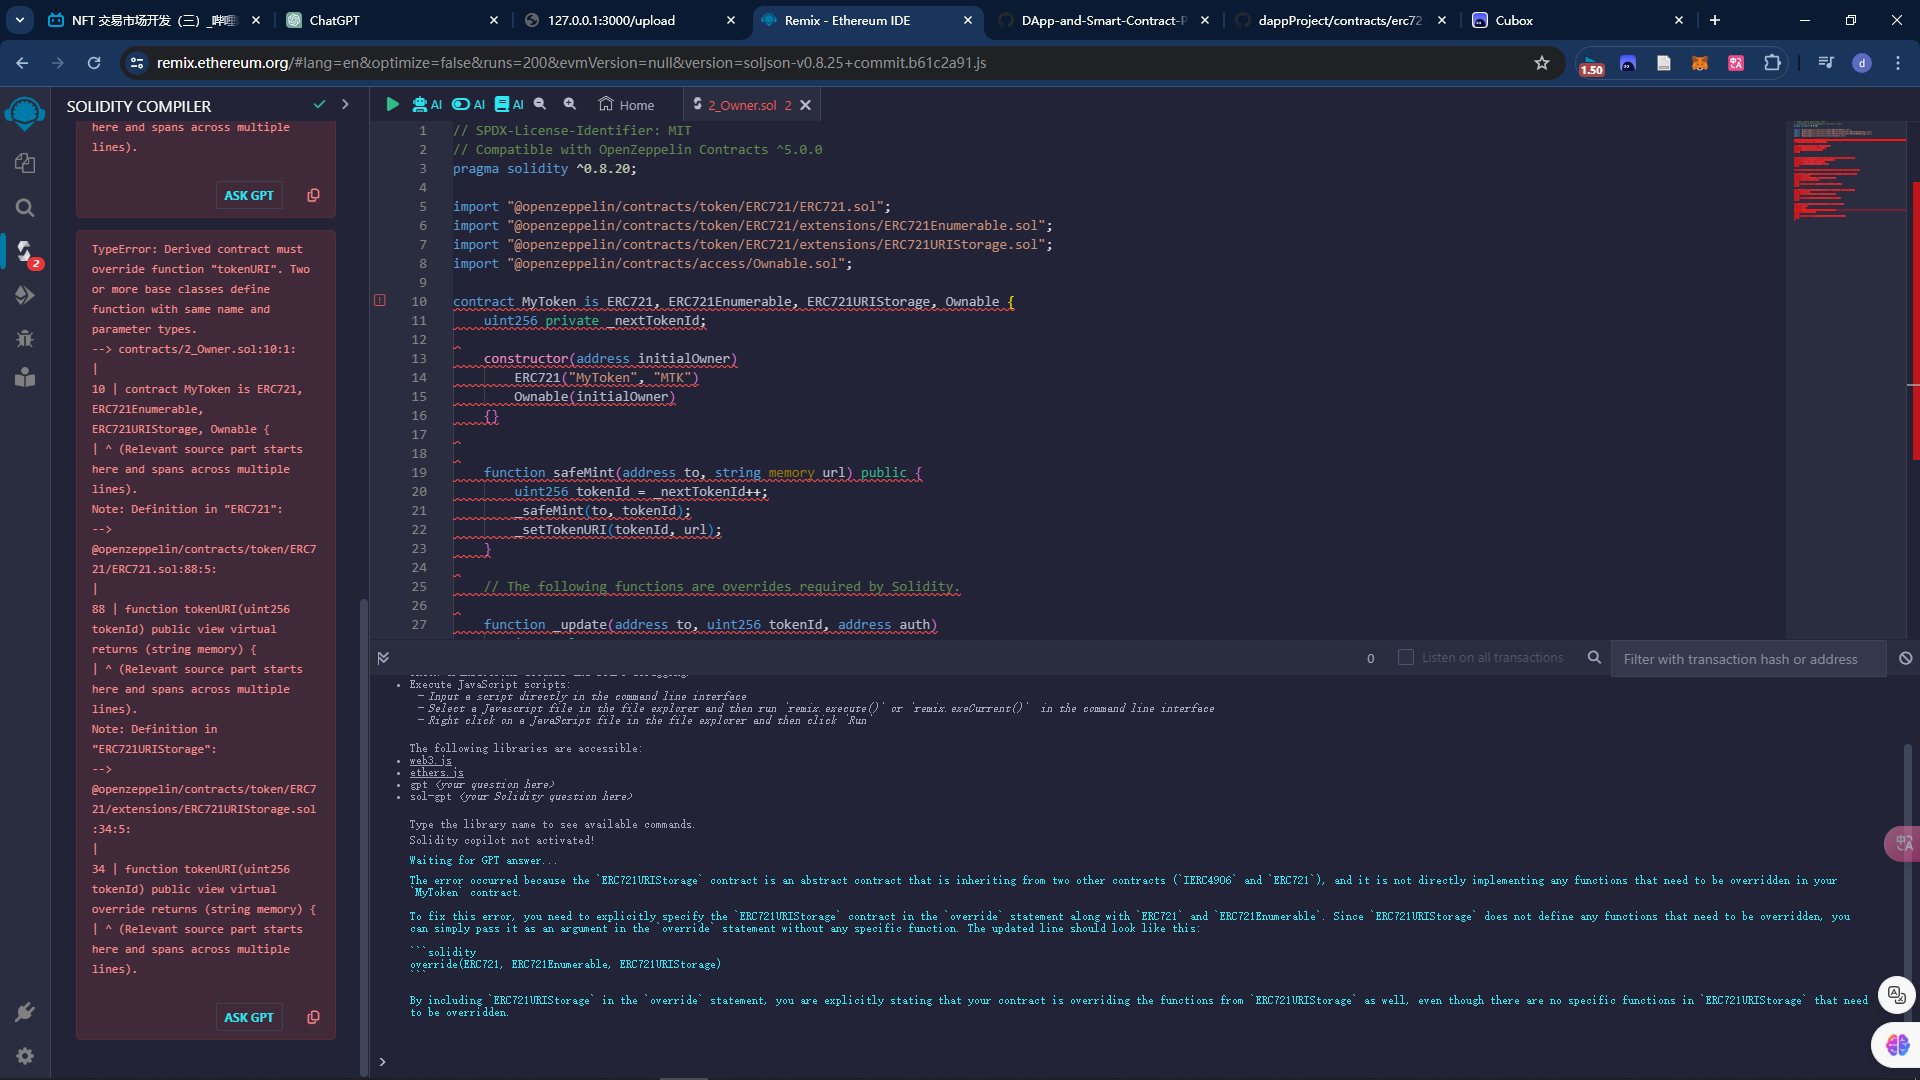 NFT 交易市场开发（三）_哔哩
ChatGPT
127.0.0.1:3000/upload
Remix - Ethereum IDE
DApp-and-Smart-Contract-P
dappProject/contracts/erc72
Cubox
remix.ethereum.org/#lang=en&optimize=false&runs=200&evmVersion=null&version=soljson-v0.8.25+commit.b61c2a91.js
1.50
d
SOLIDITY COMPILER
here and spans across multiple
lines).
ASK GPT
2
TypeError: Derived contract must
override function "tokenURI". Two
or more base classes define
function with same name and
parameter types.
--> contracts/2_Owner.sol:10:1:
|
10 | contract MyToken is ERC721,
ERC721Enumerable,
ERC721URIStorage, Ownable {
| ^ (Relevant source part starts
here and spans across multiple
lines).
Note: Definition in "ERC721":
-->
@openzeppelin/contracts/token/ERC7
21/ERC721.sol:88:5:
|
88 | function tokenURI(uint256
tokenId) public view virtual
returns (string memory) {
| ^ (Relevant source part starts
here and spans across multiple
lines).
Note: Definition in
"ERC721URIStorage":
-->
@openzeppelin/contracts/token/ERC7
21/extensions/ERC721URIStorage.sol
:34:5:
|
34 | function tokenURI(uint256
tokenId) public view virtual
override returns (string memory) {
| ^ (Relevant source part starts
here and spans across multiple
lines).
ASK GPT
AI AI AI Home 2_Owner.sol 2
1 // SPDX-License-Identifier: MIT
2 // Compatible with OpenZeppelin Contracts ^5.0.0
3 pragma solidity ^0.8.20;
4
5 import "@openzeppelin/contracts/token/ERC721/ERC721.sol";
6 import "@openzeppelin/contracts/token/ERC721/extensions/ERC721Enumerable.sol";
7 import "@openzeppelin/contracts/token/ERC721/extensions/ERC721URIStorage.sol";
8 import "@openzeppelin/contracts/access/Ownable.sol";
9
10 contract MyToken is ERC721, ERC721Enumerable, ERC721URIStorage, Ownable {
11 uint256 private _nextTokenId;
12
13 constructor(address initialOwner)
14 ERC721("MyToken", "MTK")
15 Ownable(initialOwner)
16 {}
17
18
19 function safeMint(address to, string memory url) public {
20 uint256 tokenId = _nextTokenId++;
21 _safeMint(to, tokenId);
22 _setTokenURI(tokenId, url);
23 }
24
25 // The following functions are overrides required by Solidity.
26
27 function _update(address to, uint256 tokenId, address auth)
0 Listen on all transactions Filter with transaction hash or address
• Execute JavaScript scripts:
- Input a script directly in the command line interface
- Select a Javascript file in the file explorer and then run `remix.execute()` or `remix.exeCurrent()` in the command line interface
- Right click on a JavaScript file in the file explorer and then click `Run`
The following libraries are accessible:
• web3.js
• ethers.js
• gpt <your question here>
• sol-gpt <your Solidity question here>
Type the library name to see available commands.
Solidity copilot not activated!
Waiting for GPT answer...
The error occurred because the `ERC721URIStorage` contract is an abstract contract that is inheriting from two other contracts (`IERC4906` and `ERC721`), and it is not directly implementing any functions that need to be overridden in your
`MyToken` contract.
To fix this error, you need to explicitly specify the `ERC721URIStorage` contract in the `override` statement along with `ERC721` and `ERC721Enumerable`. Since `ERC721URIStorage` does not define any functions that need to be overridden, you
can simply pass it as an argument in the `override` statement without any specific function. The updated line should look like this:
```solidity
override(ERC721, ERC721Enumerable, ERC721URIStorage)
```
By including `ERC721URIStorage` in the `override` statement, you are explicitly stating that your contract is overriding the functions from `ERC721URIStorage` as well, even though there are no specific functions in `ERC721URIStorage` that need
to be overridden.
>